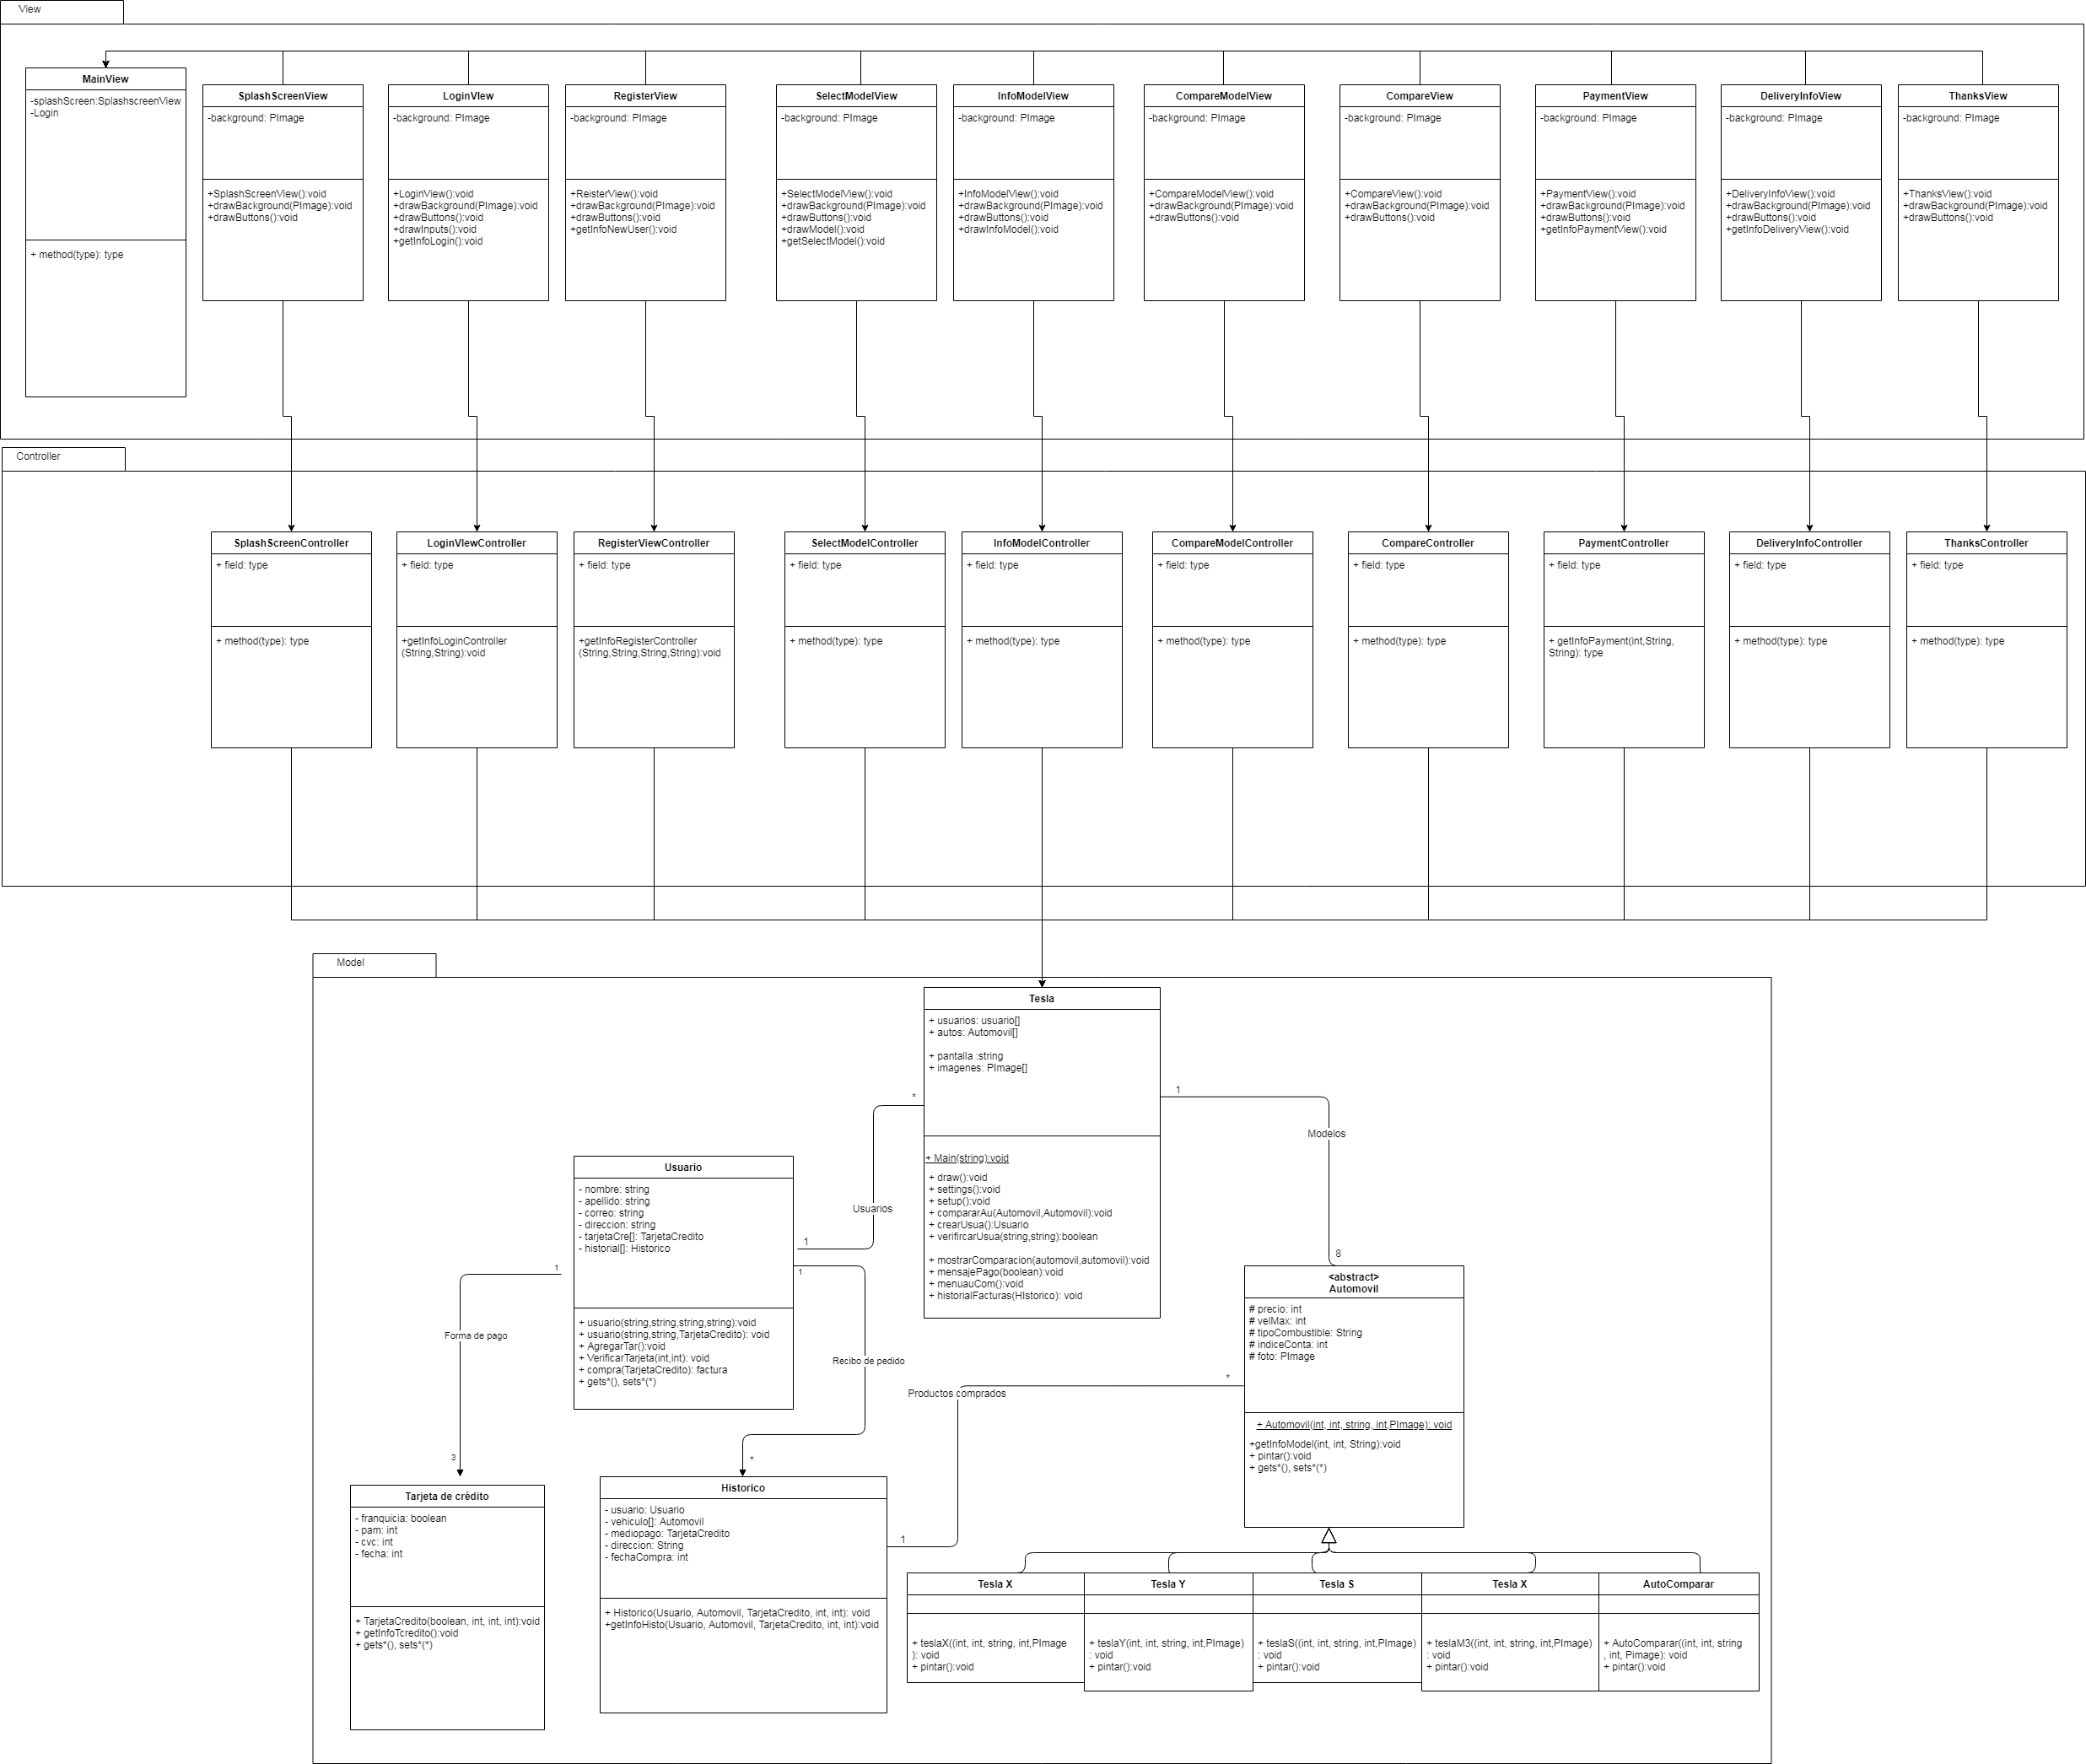 View
MainView
-splashScreen:SplashscreenView
-Login
+ method(type): type
SplashScreenView
-background: PImage
+SplashScreenView():void
+drawBackground(PImage):void
+drawButtons():void
LoginVIew
-background: PImage
+LoginView():void
+drawBackground(PImage):void
+drawButtons():void
+drawInputs():void
+getInfoLogin():void
RegisterView
-background: PImage
+ReisterView():void
+drawBackground(PImage):void
+drawButtons():void
+getInfoNewUser():void
SelectModelView
-background: PImage
+SelectModelView():void
+drawBackground(PImage):void
+drawButtons():void
+drawModel():void
+getSelectModel():void
InfoModelView
-background: PImage
+InfoModelView():void
+drawBackground(PImage):void
+drawButtons():void
+drawInfoModel():void
CompareModelView
-background: PImage
+CompareModelView():void
+drawBackground(PImage):void
+drawButtons():void
CompareView
-background: PImage
+CompareView():void
+drawBackground(PImage):void
+drawButtons():void
PaymentView
-background: PImage
+PaymentView():void
+drawBackground(PImage):void
+drawButtons():void
+getInfoPaymentView():void
DeliveryInfoView
-background: PImage
+DeliveryInfoView():void
+drawBackground(PImage):void
+drawButtons():void
+getInfoDeliveryView():void
ThanksView
-background: PImage
+ThanksView():void
+drawBackground(PImage):void
+drawButtons():void
Controller
SplashScreenController
+ field: type
+ method(type): type
LoginVIewController
+ field: type
+getInfoLoginController
(String,String):void
RegisterViewController
+ field: type
+getInfoRegisterController
(String,String,String,String):void
SelectModelController
+ field: type
+ method(type): type
InfoModelController
+ field: type
+ method(type): type
CompareModelController
+ field: type
+ method(type): type
CompareController
+ field: type
+ method(type): type
PaymentController
+ field: type
+ getInfoPayment(int,String,
String): type
DeliveryInfoController
+ field: type
+ method(type): type
ThanksController
+ field: type
+ method(type): type
Model
Tesla
+ usuarios: usuario[]
+ autos: Automovil[]
+ pantalla :string
+ imagenes: PImage[]
+ Main(string):void
+ draw():void
+ settings():void
+ setup():void
+ compararAu(Automovil,Automovil):void
+ crearUsua():Usuario
+ verifircarUsua(string,string):boolean
+ mostrarComparacion(automovil,automovil):void
+ mensajePago(boolean):void
+ menuauCom():void
+ historialFacturas(HIstorico): void
*
Usuarios
1
1
Modelos
8
Usuario
- nombre: string
- apellido: string
- correo: string
- direccion: string
- tarjetaCre[]: TarjetaCredito
- historial[]: Historico
+ usuario(string,string,string,string):void
+ usuario(string,string,TarjetaCredito): void
+ AgregarTar():void
+ VerificarTarjeta(int,int): void
+ compra(TarjetaCredito): factura
+ gets*(), sets*(*)
1
Forma de pago
3
1
Recibo de pedido
*
<abstract>
Automovil
# precio: int
# velMax: int
# tipoCombustible: String
# indiceConta: int
# foto: PImage
+ Automovil(int, int, string, int,PImage): void
+getInfoModel(int, int, String):void
+ pintar():void
+ gets*(), sets*(*)
*
Productos comprados
1
Tarjeta de crédito
- franquicia: boolean
- pam: int
- cvc: int
- fecha: int
+ TarjetaCredito(boolean, int, int, int):void
+ getInfoTcredito():void
+ gets*(), sets*(*)
Historico
- usuario: Usuario
- vehiculo[]: Automovil
- mediopago: TarjetaCredito
- direccion: String
- fechaCompra: int
+ Historico(Usuario, Automovil, TarjetaCredito, int, int): void
+getInfoHisto(Usuario, Automovil, TarjetaCredito, int, int):void
Tesla X
+ teslaX((int, int, string, int,PImage
): void
+ pintar():void
Tesla Y
+ teslaY(int, int, string, int,PImage)
: void
+ pintar():void
Tesla S
+ teslaS((int, int, string, int,PImage)
: void
+ pintar():void
Tesla X
+ teslaM3((int, int, string, int,PImage)
: void
+ pintar():void
AutoComparar
+ AutoComparar((int, int, string
, int, Pimage): void
+ pintar():void